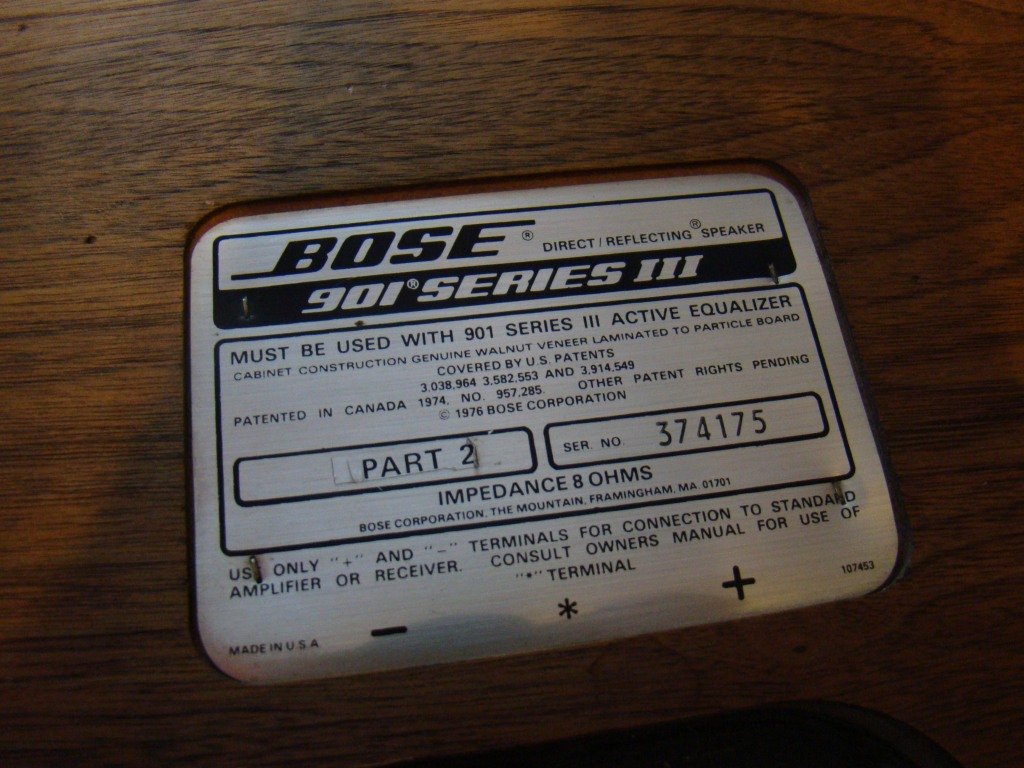 BOSE® DIRECT/REFLECTING® SPEAKER
901® SERIES III
MUST BE USED WITH 901 SERIES III ACTIVE EQUALIZER
CABINET CONSTRUCTION GENUINE WALNUT VENEER LAMINATED TO PARTICLE BOARD
COVERED BY U.S. PATENTS
3.038,964 3.582,553 AND 3,914,549
PATENTED IN CANADA 1974, NO. 957,285. OTHER PATENT RIGHTS PENDING
© 1976 BOSE CORPORATION
PART 2 SER. NO. 374175
IMPEDANCE 8 OHMS
BOSE CORPORATION, THE MOUNTAIN, FRAMINGHAM, MA. 01701
USE ONLY "+" AND "–" TERMINALS FOR CONNECTION TO STANDARD
AMPLIFIER OR RECEIVER. CONSULT OWNERS MANUAL FOR USE OF
"*" TERMINAL
107453
– * +
MADE IN U.S.A